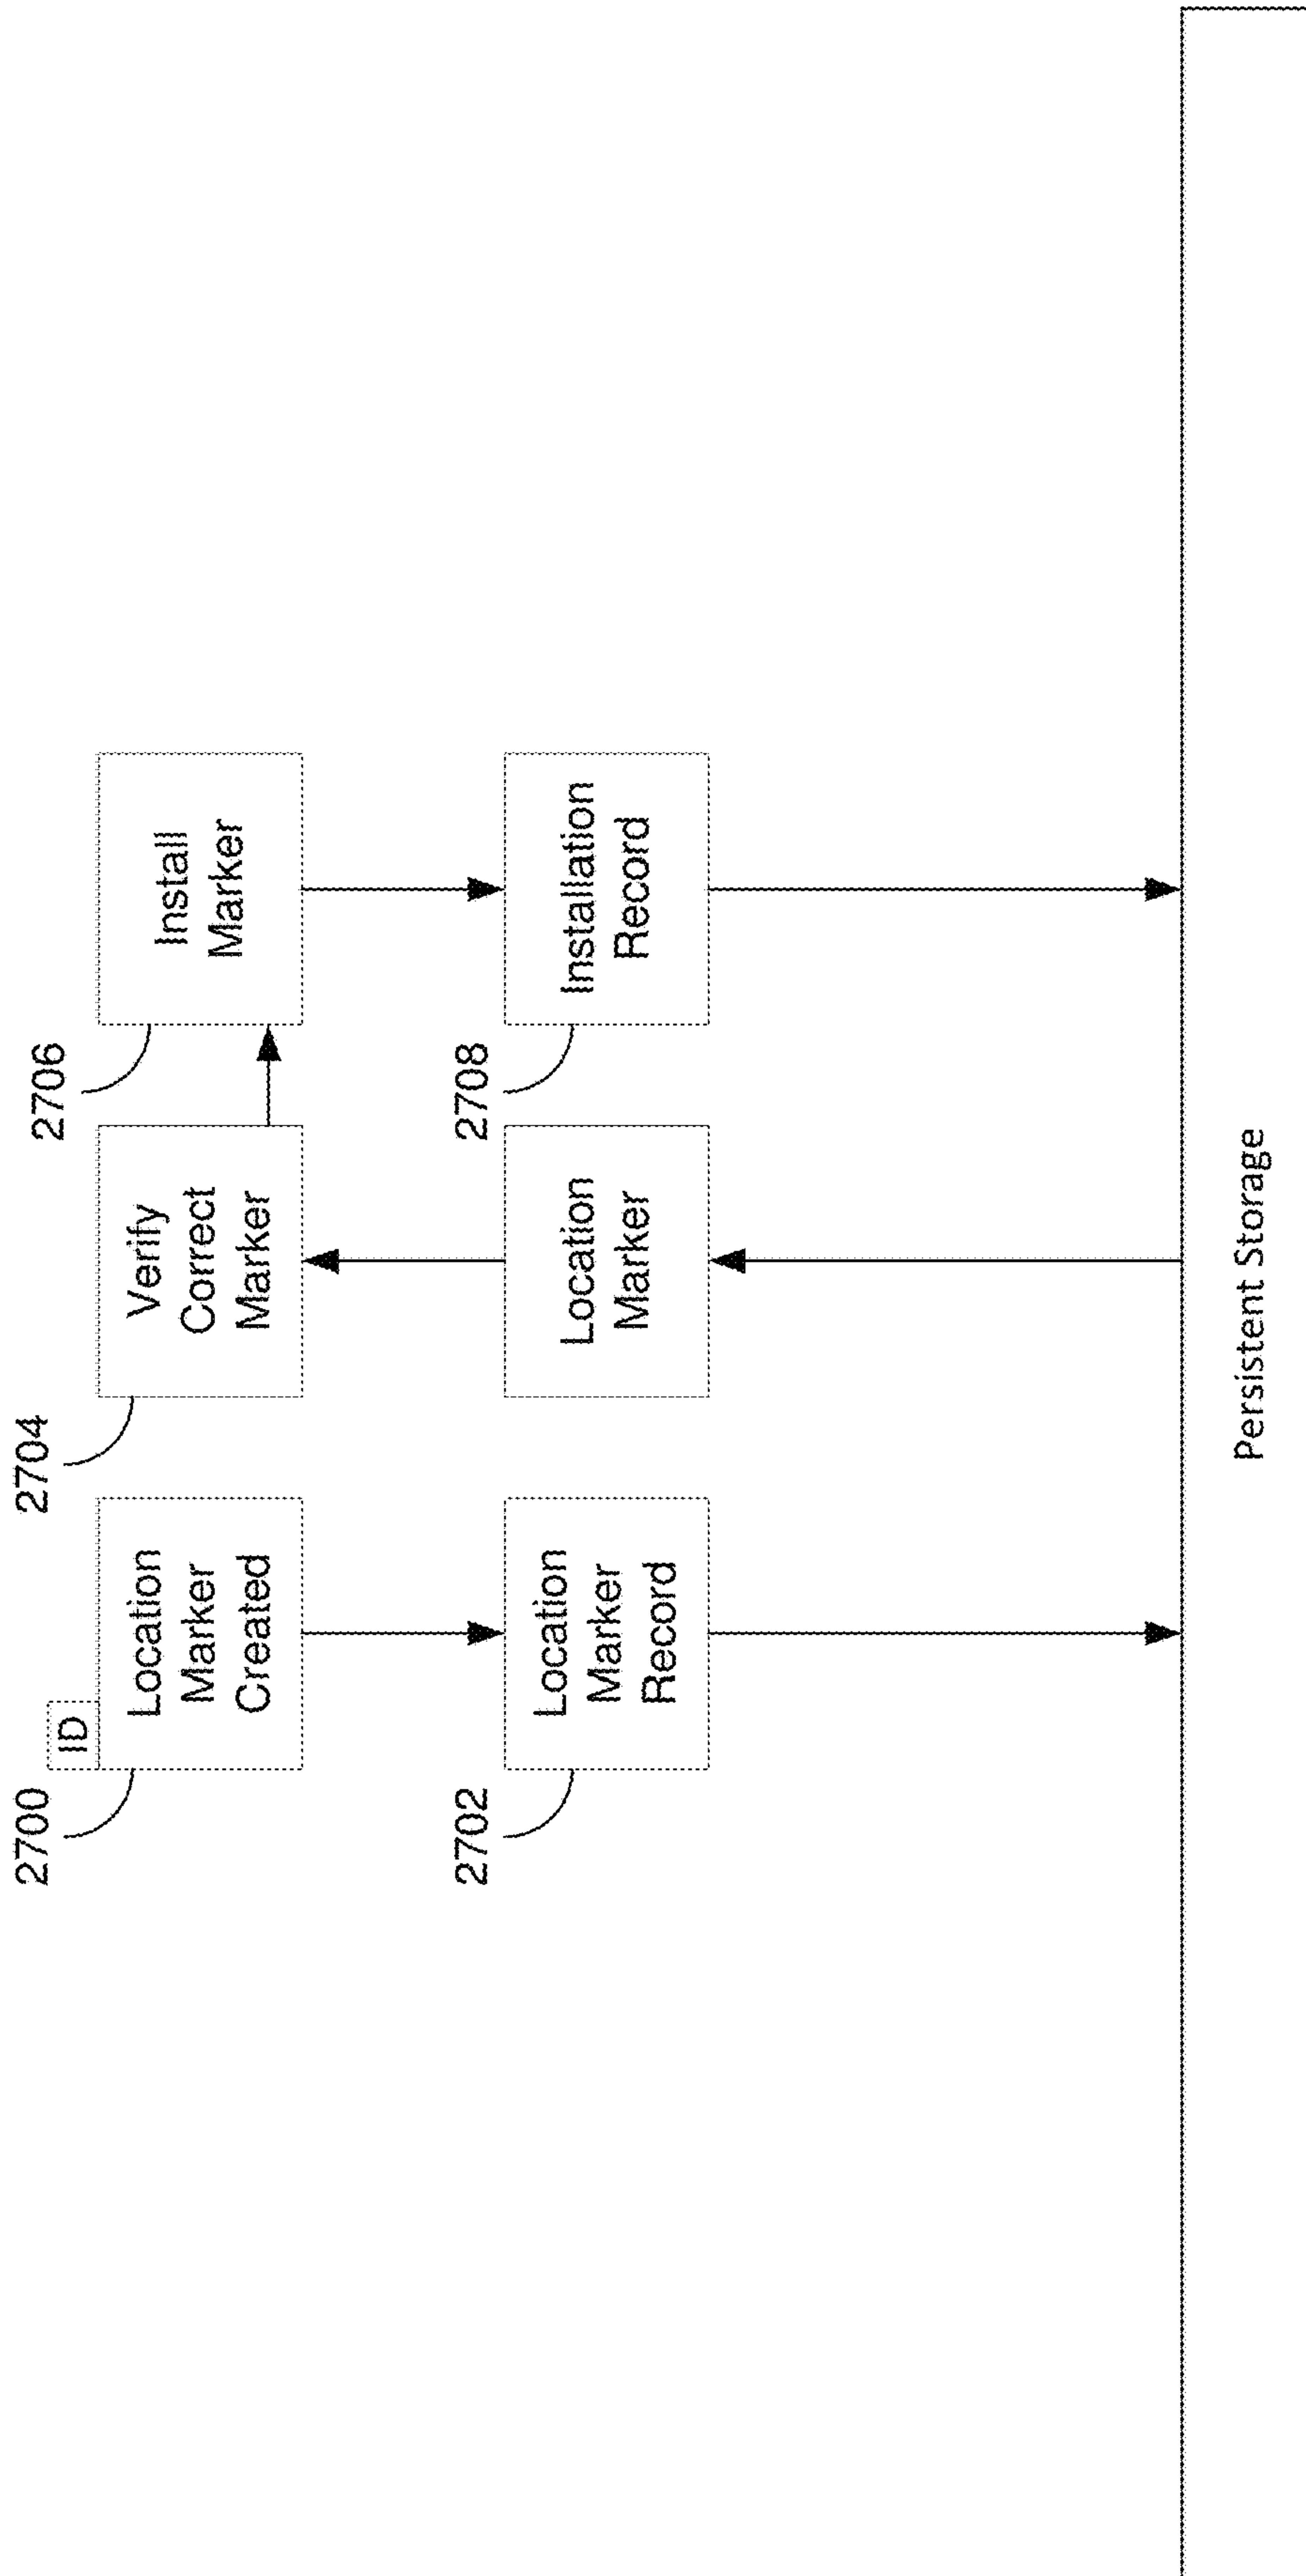 2700
ID
Location
Marker
Created
2704
Verify
Correct
Marker
2706
Install
Marker
2702
Location
Marker
Record
Location
Marker
2708
Installation
Record
Persistent Storage